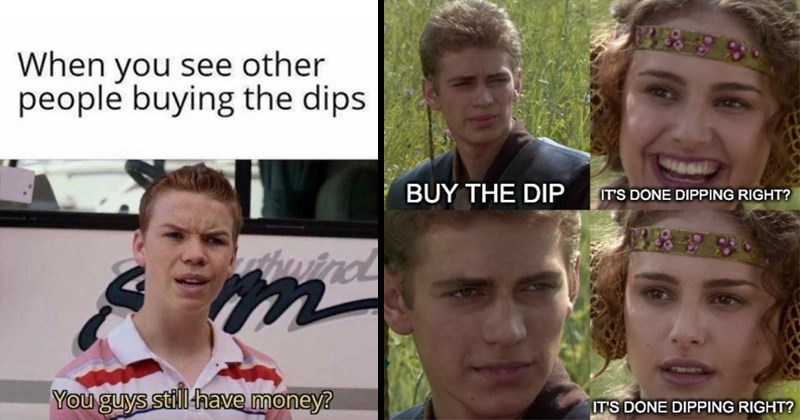 When you see other
people buying the dips
You guys still have money?
BUY THE DIP
IT'S DONE DIPPING RIGHT?
IT'S DONE DIPPING RIGHT?